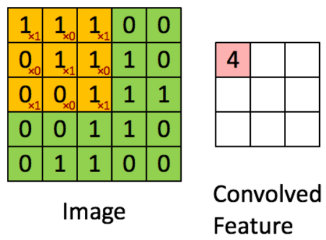 1×1 1×0 1×1 0 0
0×0 1×1 1×0 1 0
0×1 0×0 1×1 1 1
0 0 1 1 0
0 1 1 0 0
Image
4
Convolved
Feature